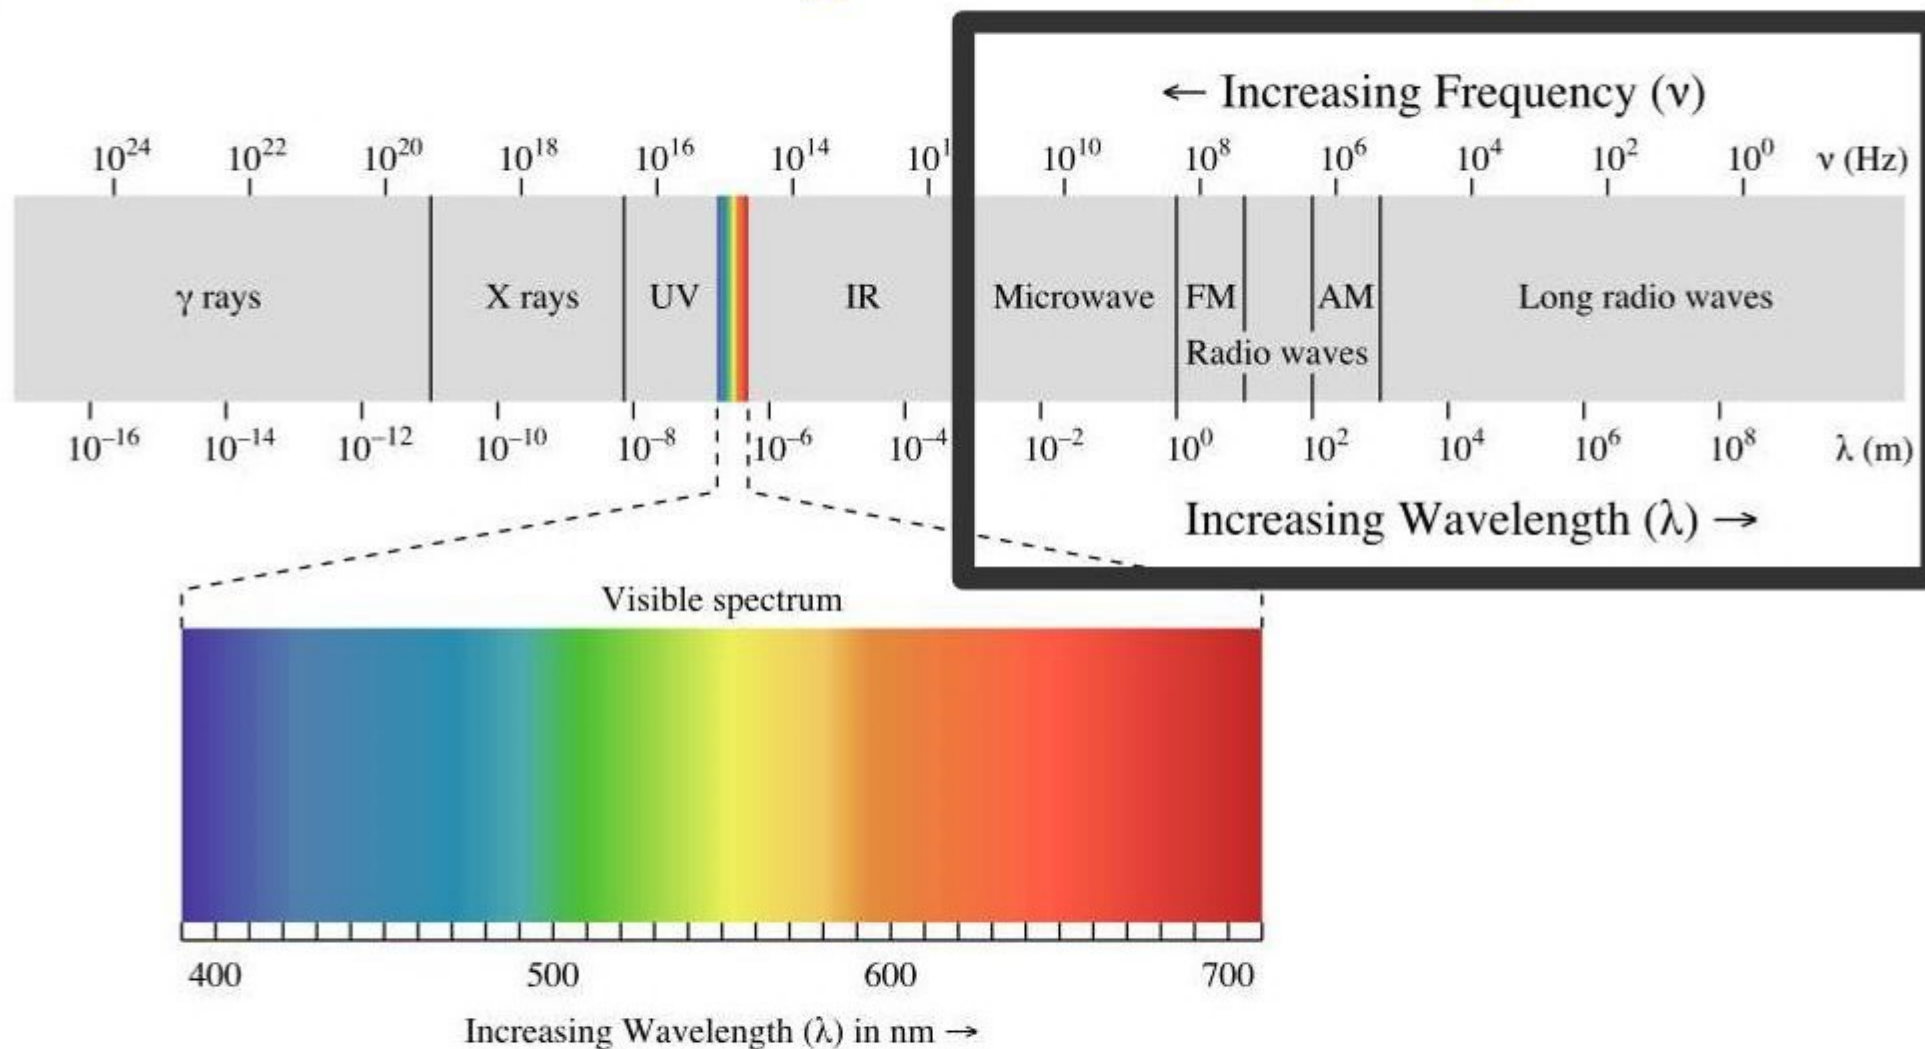 ← Increasing Frequency (ν)
10²⁴ 10²² 10²⁰ 10¹⁸ 10¹⁶ 10¹⁴ 10¹ 10¹⁰ 10⁸ 10⁶ 10⁴ 10² 10⁰ ν (Hz)
γ rays X rays UV IR Microwave FM AM Long radio waves
Radio waves
10⁻¹⁶ 10⁻¹⁴ 10⁻¹² 10⁻¹⁰ 10⁻⁸ 10⁻⁶ 10⁻⁴ 10⁻² 10⁰ 10² 10⁴ 10⁶ 10⁸ λ (m)
Increasing Wavelength (λ) →
Visible spectrum
400 500 600 700
Increasing Wavelength (λ) in nm →